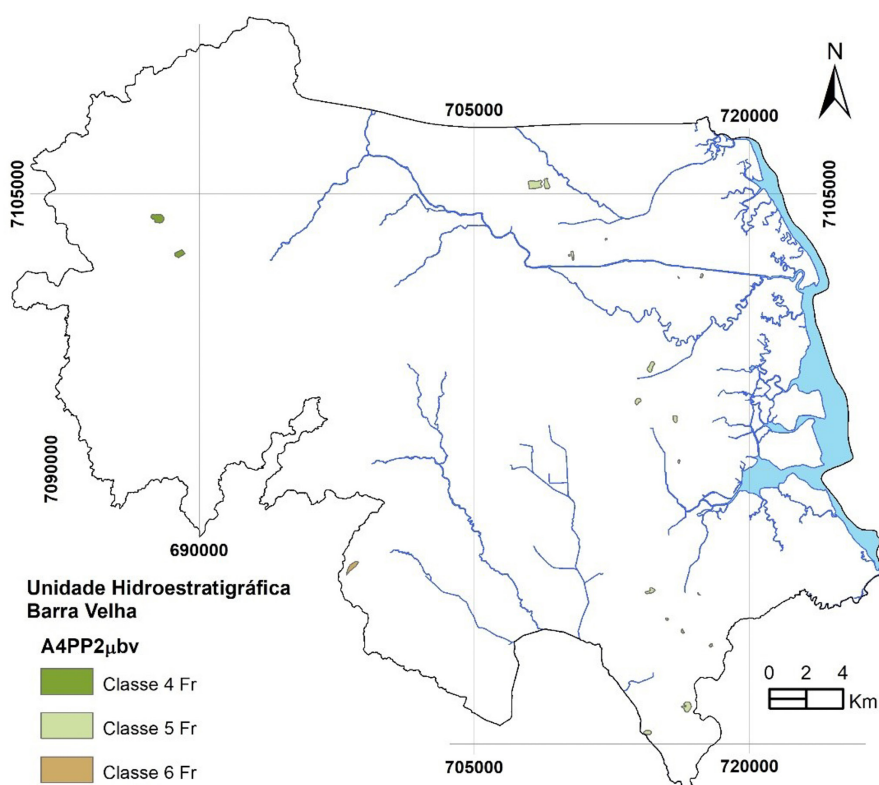 N
705000
720000
7105000
7105000
7090000
690000
Unidade Hidroestratigráfica
Barra Velha
A4PP2μbv
Classe 4 Fr
Classe 5 Fr
Classe 6 Fr
0 2 4
Km
705000
720000